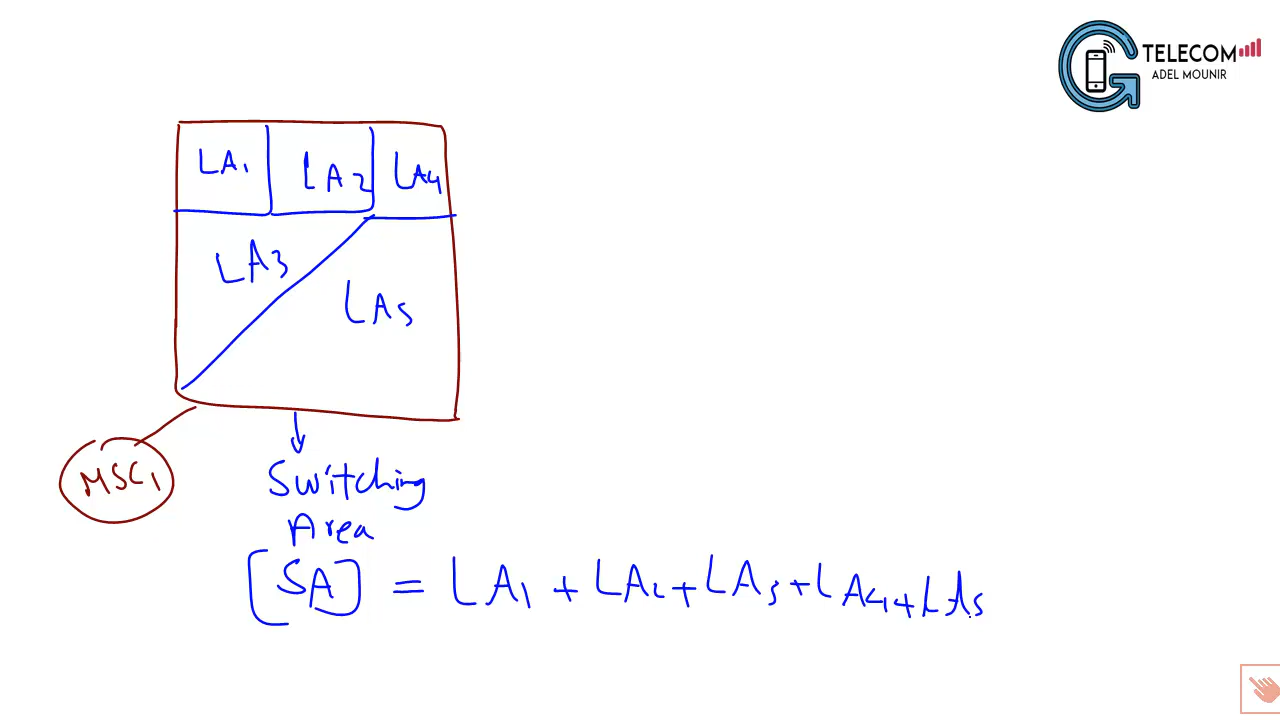 TELECOM
ADEL MOUNIR
LA1 LA2 LA4
LA3
LA5
MSC1
Switching
Area
[SA] = LA1 + LA2 + LA3 + LA4 + LA5